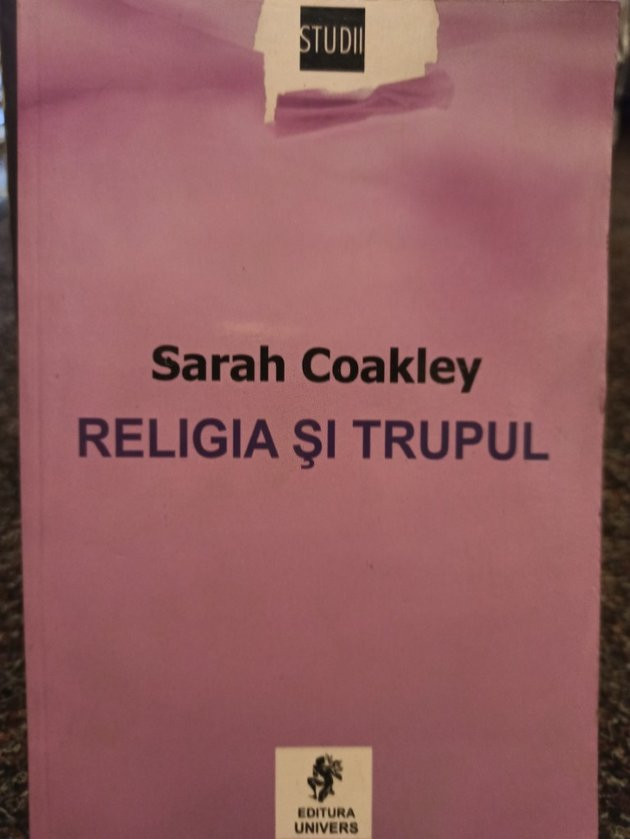 STUDII
Sarah Coakley
RELIGIA ŞI TRUPUL
EDITURA
UNIVERS